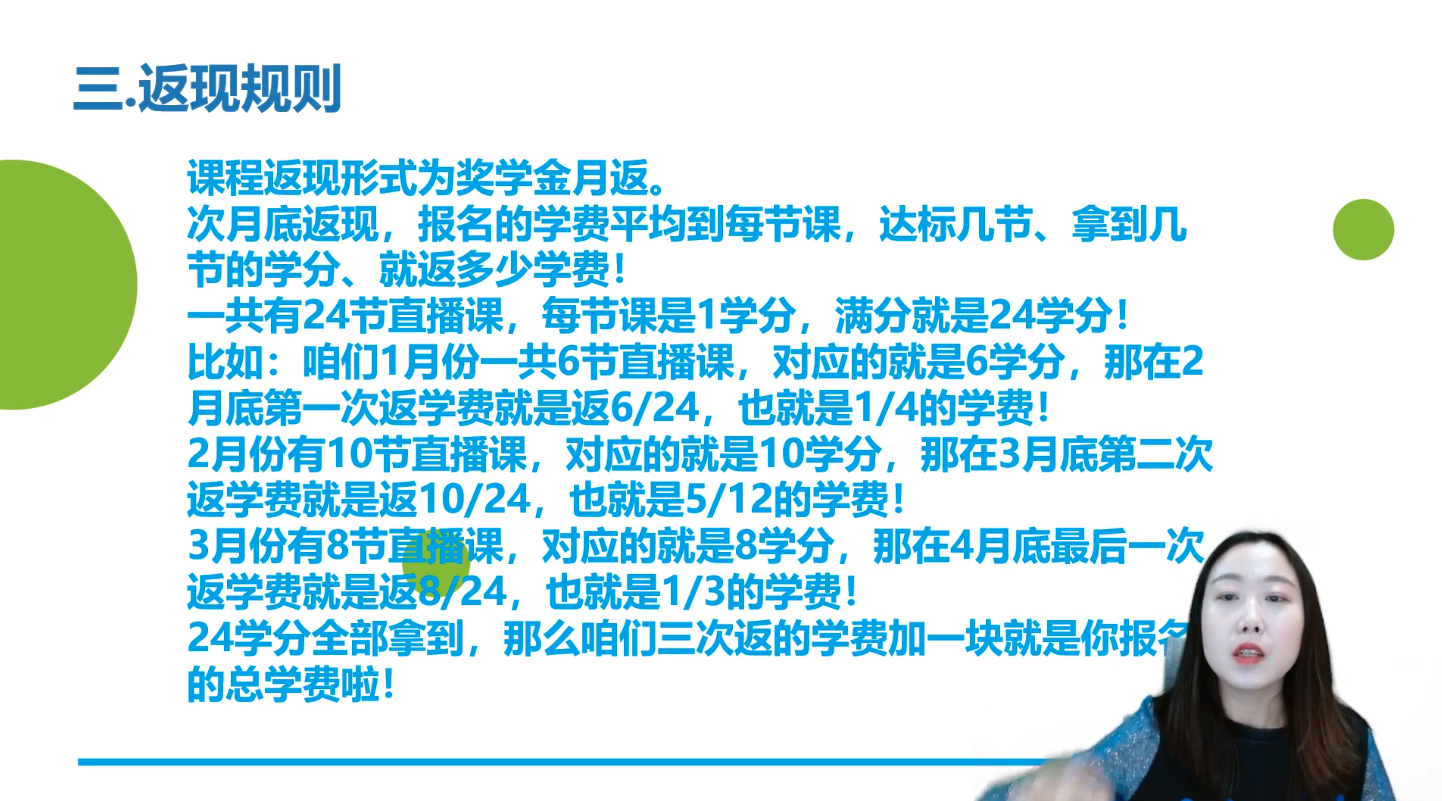 三.返现规则
课程返现形式为奖学金月返。
次月底返现，报名的学费平均到每节课，达标几节、拿到几
节的学分、就返多少学费！
一共有24节直播课，每节课是1学分，满分就是24学分！
比如：咱们1月份一共6节直播课，对应的就是6学分，那在2
月底第一次返学费就是返6/24，也就是1/4的学费！
2月份有10节直播课，对应的就是10学分，那在3月底第二次
返学费就是返10/24，也就是5/12的学费！
3月份有8节直播课，对应的就是8学分，那在4月底最后一次
返学费就是返8/24，也就是1/3的学费！
24学分全部拿到，那么咱们三次返的学费加一块就是你报名
的总学费啦！